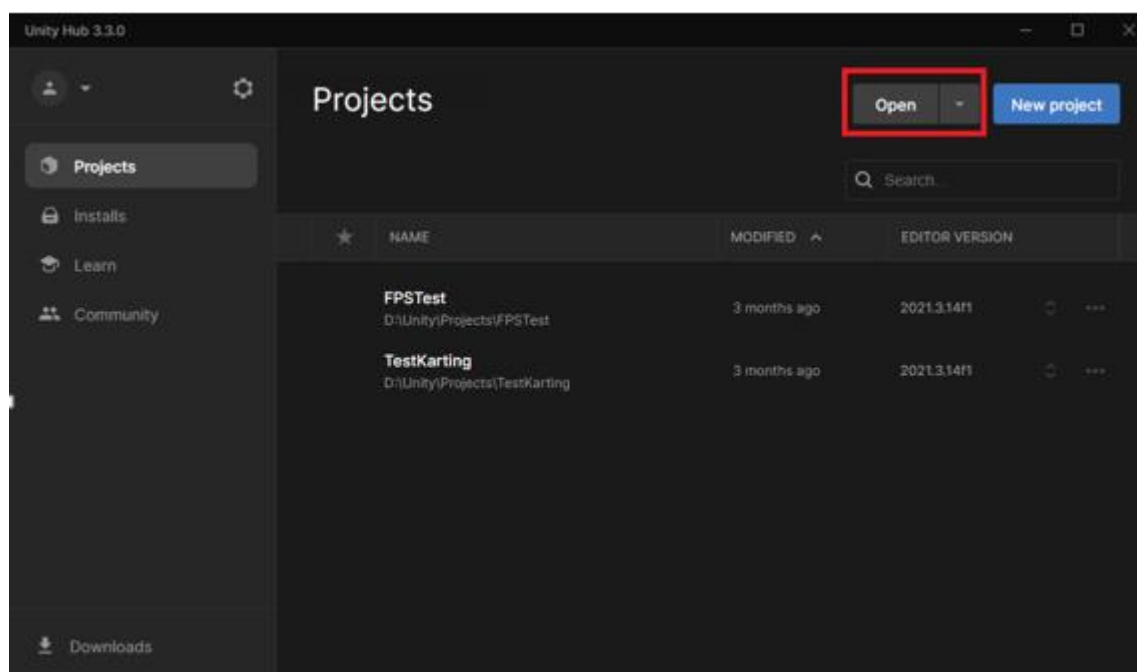 Unity Hub 3.3.0
Projects
Open
New project
Projects
Search...
Installs
NAME MODIFIED EDITOR VERSION
Learn
FPSTest
D:\Unity\Projects\FPSTest
3 months ago 2021.3.14f1
Community
TestKarting
D:\Unity\Projects\TestKarting
3 months ago 2021.3.14f1
Downloads